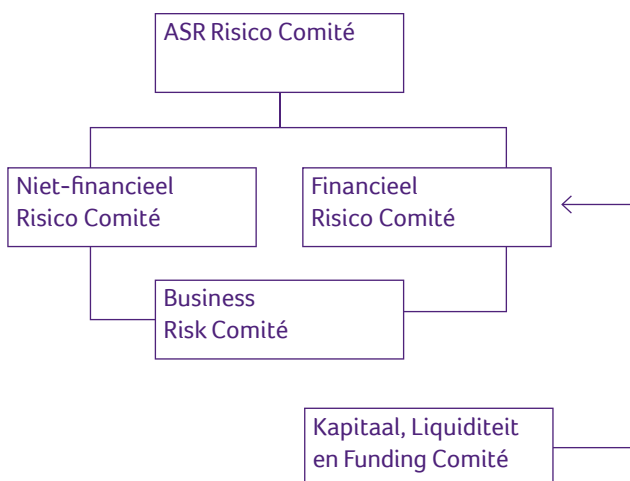 ASR Risico Comité
Niet-financieel
Risico Comité
Financieel
Risico Comité
Business
Risk Comité
Kapitaal, Liquiditeit
en Funding Comité